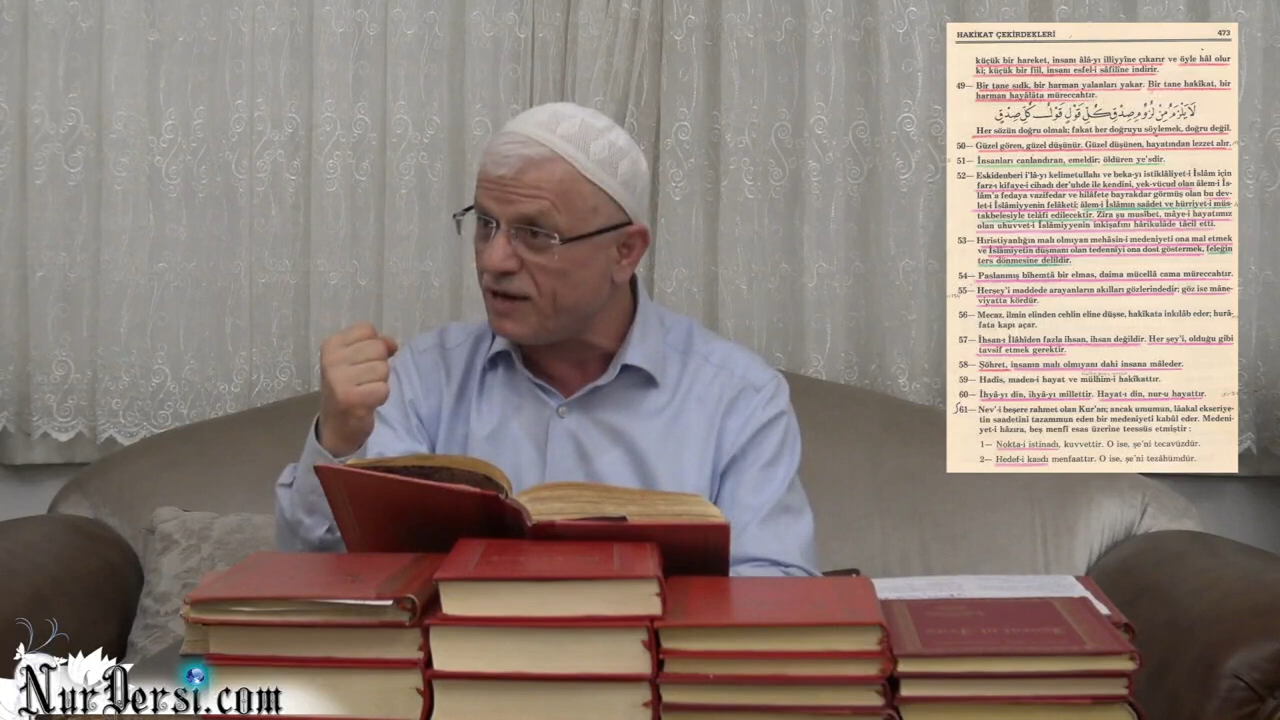 HAKİKAT ÇEKİRDEKLERİ 473
küçük bir hareket, insanı âlâ-yı illiyyîne çıkarır ve öyle hâl olur
ki; küçük bir fiil, insanı esfel-i sâfilîne indirir.
49— Bir tane sıdk, bir harman yalanları yakar. Bir tane hakikat, bir
harman hayâlâta müreccahtır.
لَا يَلْزَمُ مِنْ لُزُومِ صِدْقِ كُلِّ قَوْلٍ قَوْلُ كُلِّ صِدْقٍ
Her sözün doğru olmalı; fakat her doğruyu söylemek, doğru değil.
50— Güzel gören, güzel düşünür. Güzel düşünen, hayatından lezzet alır.
51— İnsanları canlandıran, emeldir; öldüren ye'sdir.
52— Eskidenberi i'lâ-yı kelimetullahı ve beka-yı istiklâliyet-i İslâm için
farz-ı kifaye-i cihadı der'uhde ile kendini, yek-vücud olan âlem-i İs-
lâm'a fedaya vazifedar ve hilâfete bayrakdar görmüş olan bu dev-
let-i İslâmiyyenin felâketi; âlem-i İslâmın saâdet ve hürriyet-i müs-
takbelesiyle telâfi edilecektir. Zîra şu musîbet, mâye-i hayatımız
olan uhuvvet-i İslâmiyyenin inkişafını hârikulâde tâcil etti.
53— Hıristiyanlığın malı olmıyan mehâsin-i medeniyeti ona mal etmek
ve İslâmiyetin düşmanı olan tedenniyi ona dost göstermek, feleğin
ters dönmesine delildir.
54— Paslanmış bîhemtâ bir elmas, daima mücellâ cama müreccahtır.
55— Herşey'i maddede arayanların akılları gözlerindedir; göz ise mâne-
viyatta kördür.
56— Mecaz, ilmin elinden cehlin eline düşse, hakikata inkılâb eder; hurâ-
fata kapı açar.
57— İhsan-ı İlâhîden fazla ihsan, ihsan değildir. Her şey'i, olduğu gibi
tavsif etmek gerektir.
58— Şöhret, insanın malı olmıyanı dahi insana mâleder.
59— Hadîs, maden-i hayat ve mülhim-i hakikattır.
60— İhyâ-yı din, ihyâ-yı millettir. Hayat-ı din, nur-u hayattır.
61— Nev'-i beşere rahmet olan Kur'an; ancak umumun, lâakal ekseriye-
tin saadetini tazammun eden bir medeniyeti kabûl eder. Medeni-
yet-i hâzıra, beş menfî esas üzerine teessüs etmiştir :
1— Nokta-i istinadı, kuvvettir. O ise, şe'ni tecavüzdür.
2— Hedef-i kasdı menfaattır. O ise, şe'ni tezâhümdür.
NurDersi.com